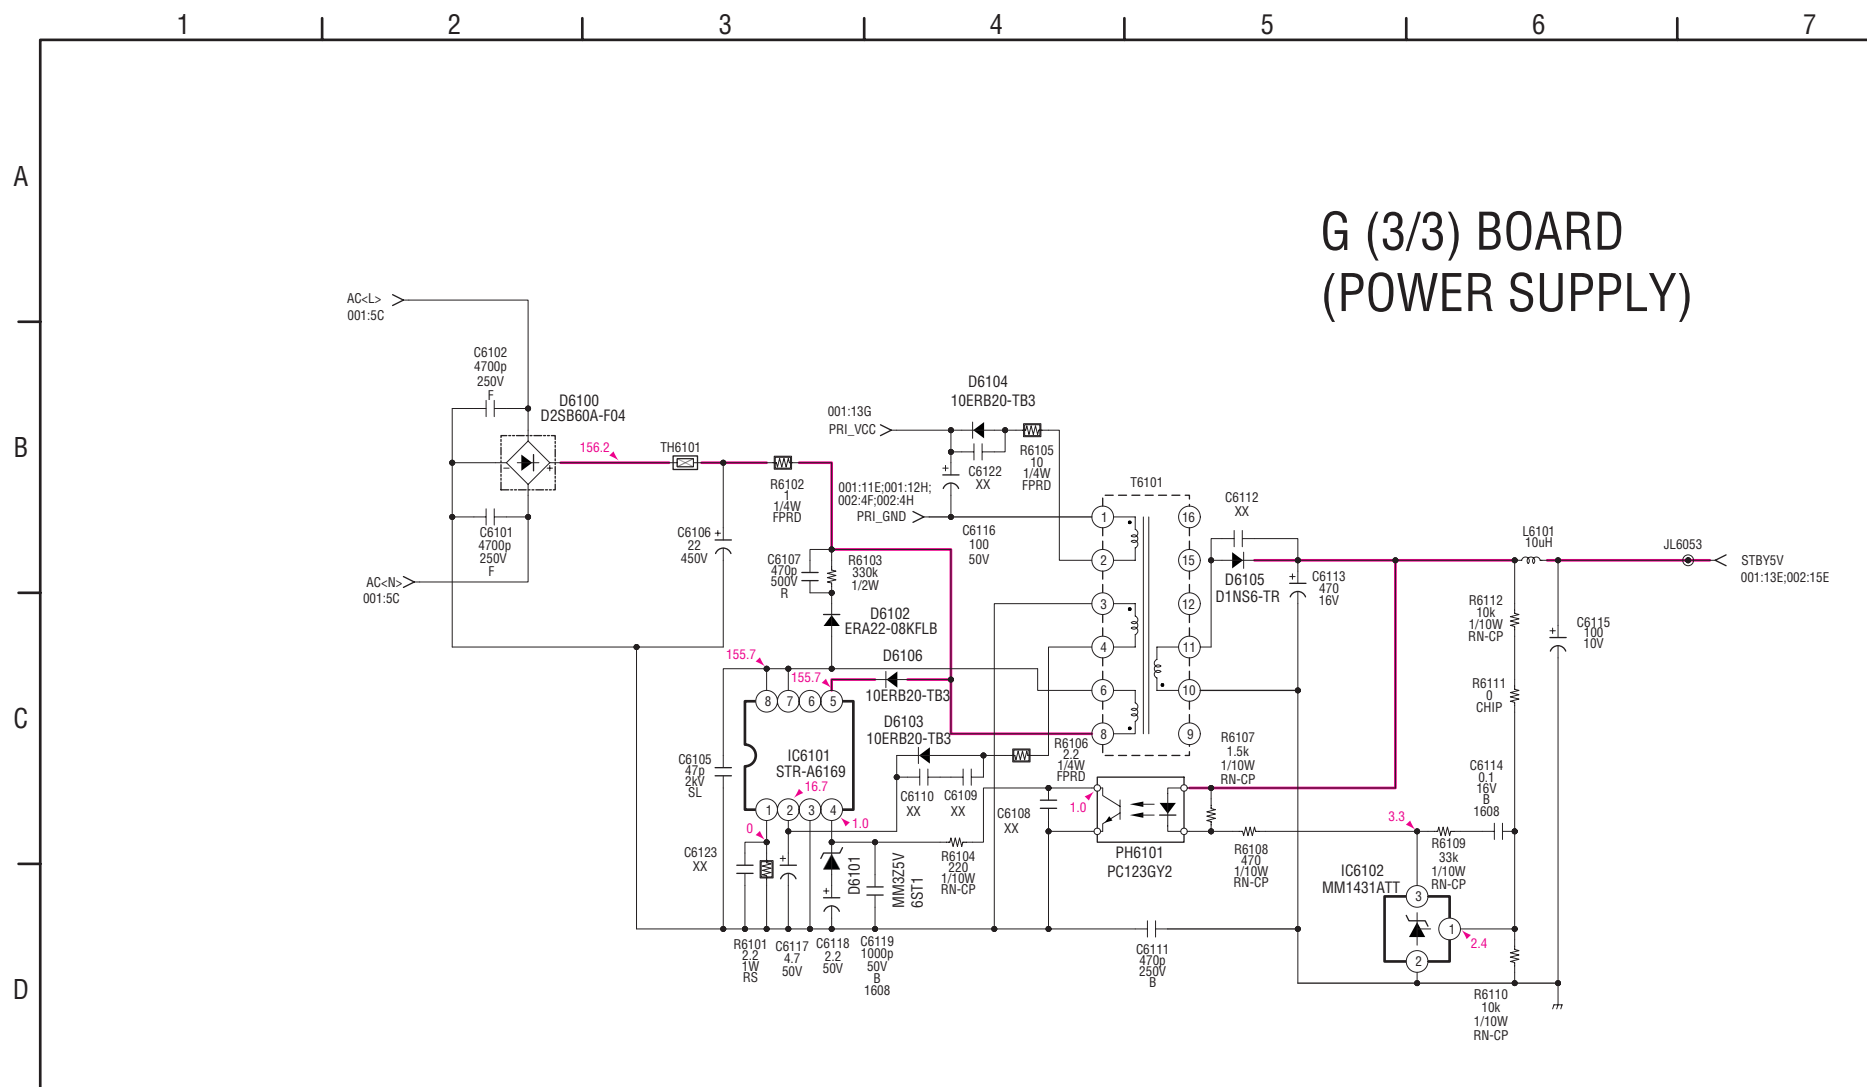 1 2 3 4 5 6 7
A
B
C
D
G (3/3) BOARD
(POWER SUPPLY)
AC<L>
001:5C
C6102
4700p
250V
F
D6100
D2SB60A-F04
- +
156.2
TH6101
R6102
1
1/4W
FPRD
C6101
4700p
250V
F
AC<N>
001:5C
C6106
+
22
450V
C6107
470p
500V
R
R6103
330k
1/2W
D6102
ERA22-08KFLB
001:13G
PRI_VCC
D6104
10ERB20-TB3
C6122
XX
R6105
10
1/4W
FPRD
001:11E;001:12H;
002:4F;002:4H
PRI_GND
+
C6116
100
50V
T6101
1
2
3
4
6
8
16
15
12
11
10
9
C6112
XX
D6105
D1NS6-TR
+
C6113
470
16V
L6101
10uH
JL6053
STBY5V
001:13E;002:15E
R6112
10k
1/10W
RN-CP
+
C6115
100
10V
R6111
0
CHIP
155.7
155.7
D6106
10ERB20-TB3
8 7 6 5
IC6101
STR-A6169
16.7
1 2 3 4
0
1.0
C6105
47p
2kV
SL
D6103
10ERB20-TB3
C6110
XX
C6109
XX
R6106
2.2
1/4W
FPRD
C6108
XX
1.0
PH6101
PC123GY2
R6107
1.5k
1/10W
RN-CP
R6108
470
1/10W
RN-CP
3.3
R6109
33k
1/10W
RN-CP
C6114
0.1
16V
B
1608
IC6102
MM1431ATT
3
1
2
2.4
R6110
10k
1/10W
RN-CP
C6123
XX
R6101
2.2
1W
RS
+
C6117
4.7
50V
D6101
MM3Z5V
6ST1
+
C6118
2.2
50V
C6119
1000p
50V
B
1608
R6104
220
1/10W
RN-CP
C6111
470p
250V
B